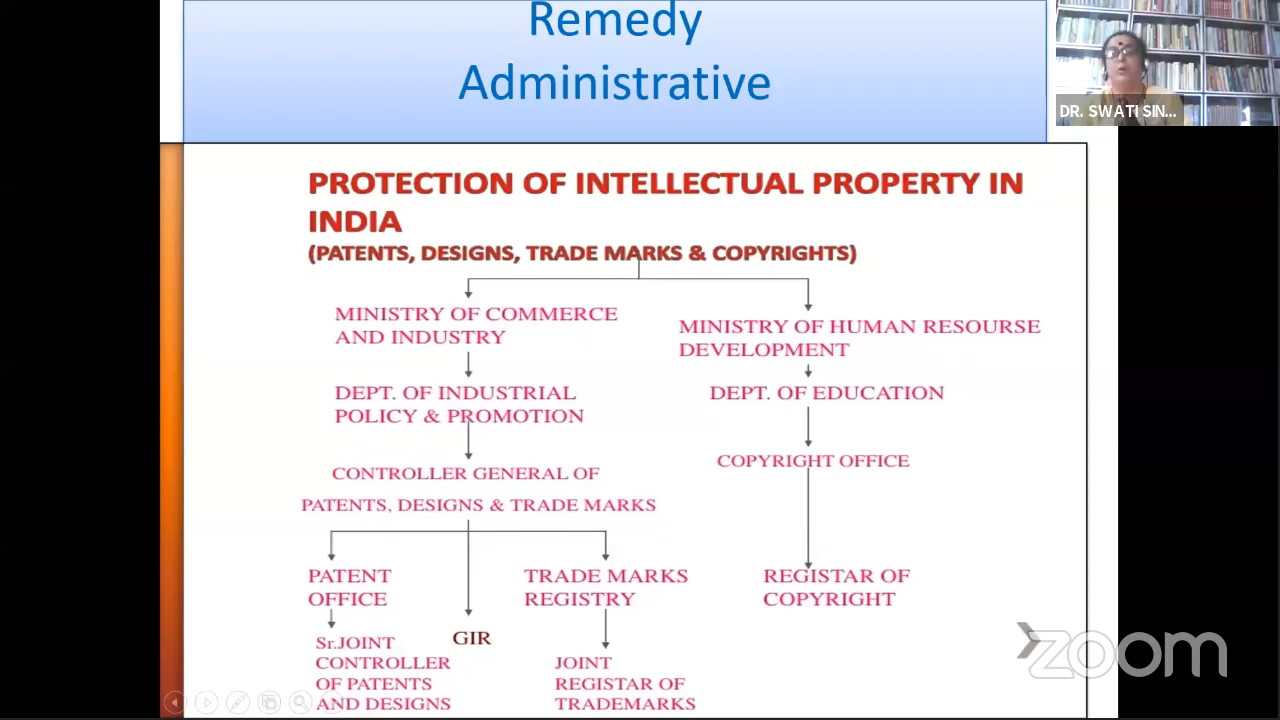 Remedy
Administrative
DR. SWATI SIN...
PROTECTION OF INTELLECTUAL PROPERTY IN
INDIA
(PATENTS, DESIGNS, TRADE MARKS & COPYRIGHTS)
MINISTRY OF COMMERCE
AND INDUSTRY
MINISTRY OF HUMAN RESOURSE
DEVELOPMENT
DEPT. OF INDUSTRIAL
POLICY & PROMOTION
DEPT. OF EDUCATION
CONTROLLER GENERAL OF
PATENTS, DESIGNS & TRADE MARKS
COPYRIGHT OFFICE
PATENT
OFFICE
TRADE MARKS
REGISTRY
REGISTAR OF
COPYRIGHT
Sr.JOINT
CONTROLLER
OF PATENTS
AND DESIGNS
GIR
JOINT
REGISTAR OF
TRADEMARKS
zoom